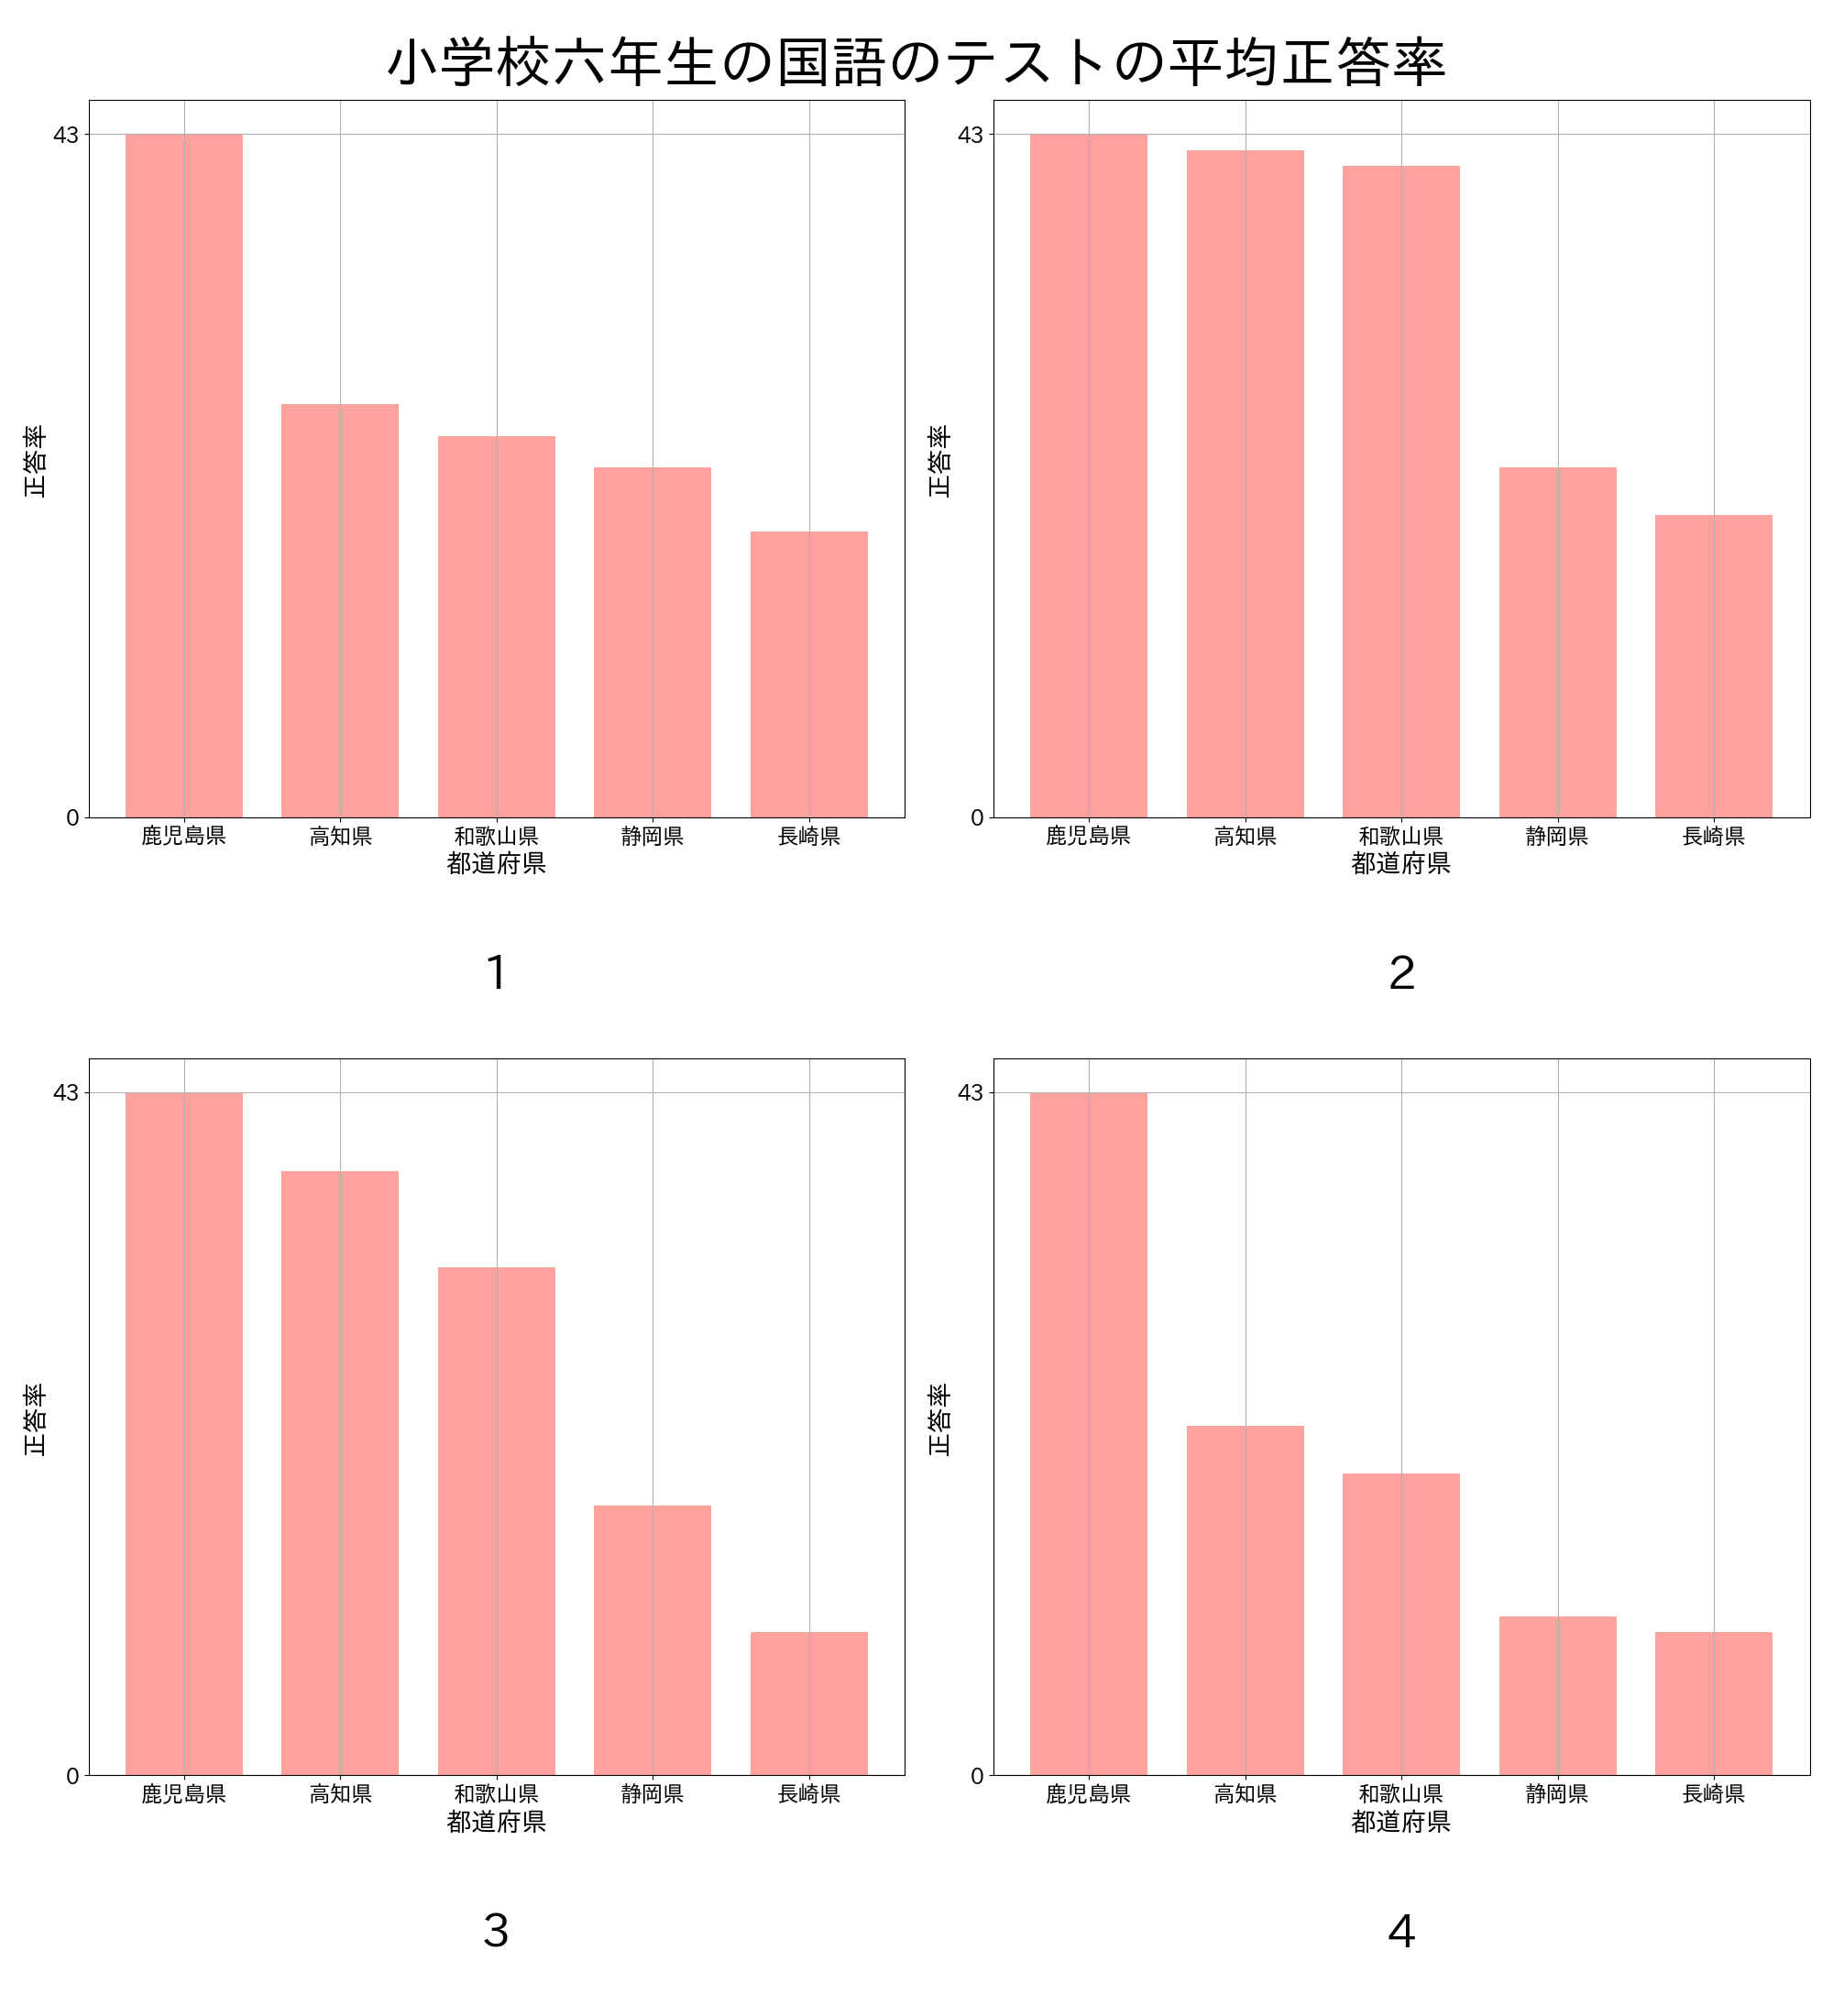 小学校六年生の国語のテストの平均正答率
43
0
正答率
鹿児島県 高知県 和歌山県 静岡県 長崎県
都道府県
1
43
0
正答率
鹿児島県 高知県 和歌山県 静岡県 長崎県
都道府県
2
43
0
正答率
鹿児島県 高知県 和歌山県 静岡県 長崎県
都道府県
3
43
0
正答率
鹿児島県 高知県 和歌山県 静岡県 長崎県
都道府県
4